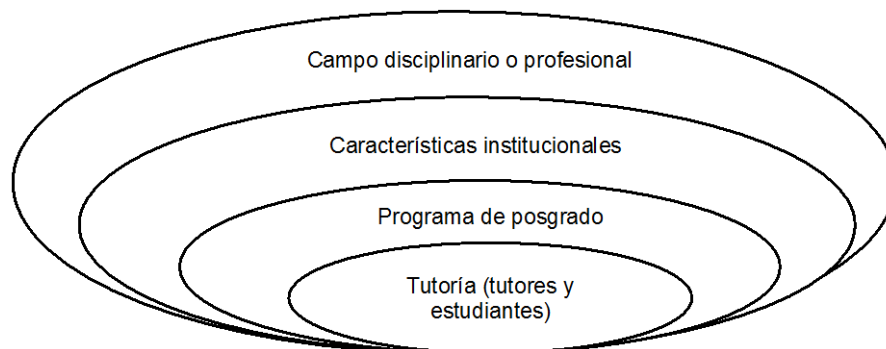 Campo disciplinario o profesional
Características institucionales
Programa de posgrado
Tutoría (tutores y
estudiantes)